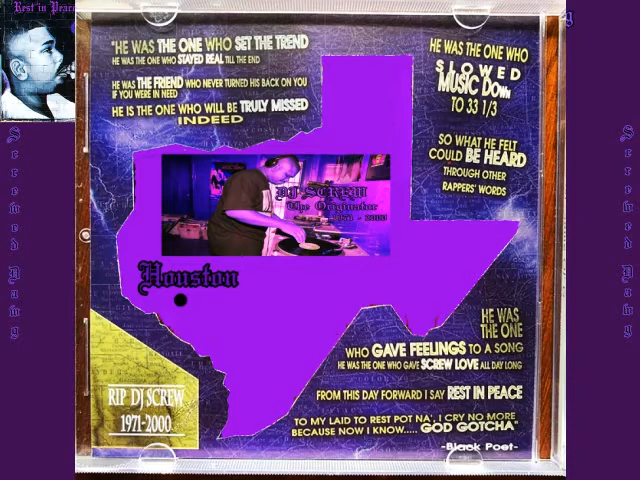 Rest in Peace
"HE WAS THE ONE WHO SET THE TREND
HE WAS THE ONE WHO STAYED REAL TILL THE END
HE WAS THE FRIEND WHO NEVER TURNED HIS BACK ON YOU
IF YOU WERE IN NEED
HE IS THE ONE WHO WILL BE TRULY MISSED
INDEED
HE WAS THE ONE WHO
SLOWED
MUSIC DOWN
TO 33 1/3
SO WHAT HE FELT
COULD BE HEARD
THROUGH OTHER
RAPPERS' WORDS
DJ SCREW
The Originator
1971 - 2000
Houston
HE WAS
THE ONE
WHO GAVE FEELINGS TO A SONG
HE WAS THE ONE WHO GAVE SCREW LOVE ALL DAY LONG
FROM THIS DAY FORWARD I SAY REST IN PEACE
TO MY LAID TO REST POT NA', I CRY NO MORE
BECAUSE NOW I KNOW..... GOD GOTCHA"
-Black Poet-
RIP DJ SCREW
1971-2000
Screwed Dawg
Screwed Dawg
g